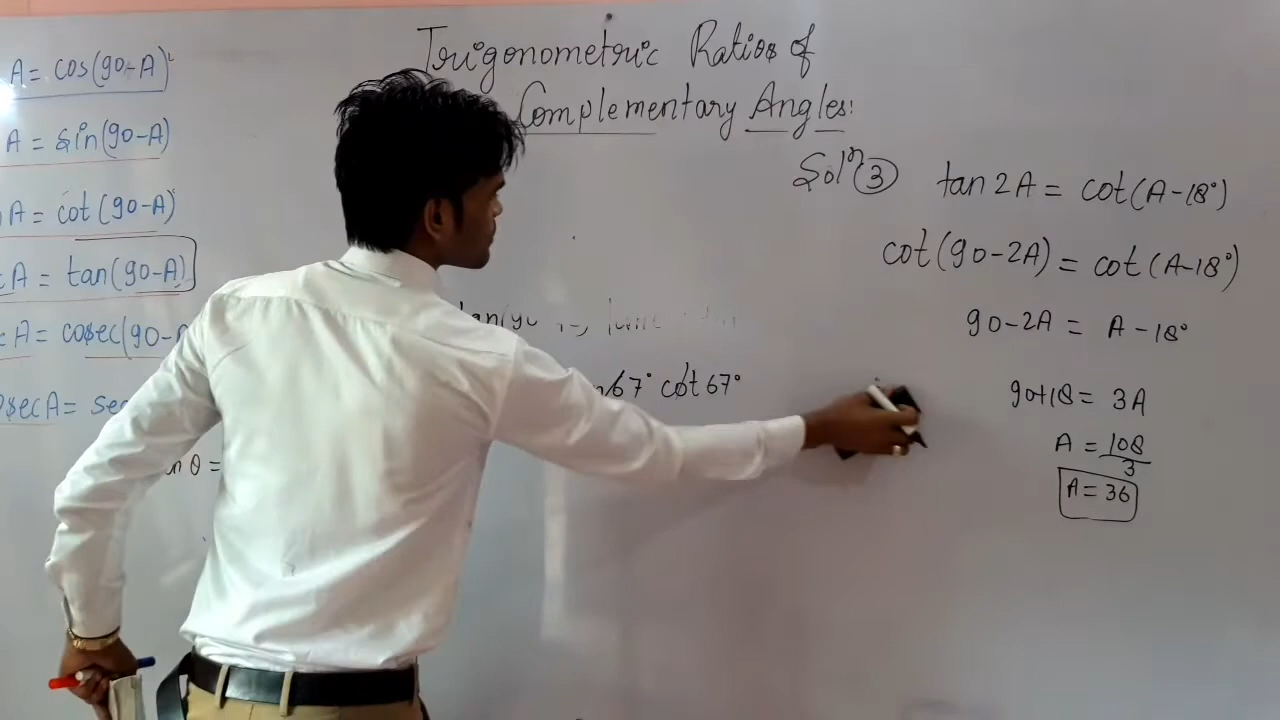 Trigonometric Ratios of
Complementary Angles:
A = cos(90-A)
A = sin(90-A)
A = cot(90-A)
A = tan(90-A)
A = cosec(90-
secA = sec
θ =
67° cot 67°
Solⁿ ③ tan 2A = cot(A-18°)
cot(90-2A) = cot(A-18°)
90-2A = A-18°
90+18 = 3A
A = 108/3
A = 36